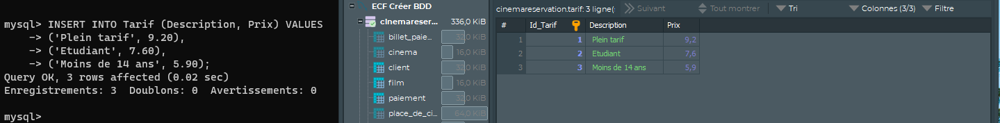 mysql> INSERT INTO Tarif (Description, Prix) VALUES
-> ('Plein tarif', 9.20),
-> ('Etudiant', 7.60),
-> ('Moins de 14 ans', 5.90);
Query OK, 3 rows affected (0.02 sec)
Enregistrements: 3  Doublons: 0  Avertissements: 0
mysql>
ECF Créer BDD
cinemareser... 336,0 KiB
billet_paie... 32,0 KiB
cinema 16,0 KiB
client 32,0 KiB
film 16,0 KiB
paiement 32,0 KiB
place_de_ci... 64,0 KiB
cinemareservation.tarif: 3 ligne(s
Suivant
Tout montrer
Tri
Colonnes (3/3)
Filtre
# Id_Tarif Description Prix
1 1 Plein tarif 9,2
2 2 Etudiant 7,6
3 3 Moins de 14 ans 5,9